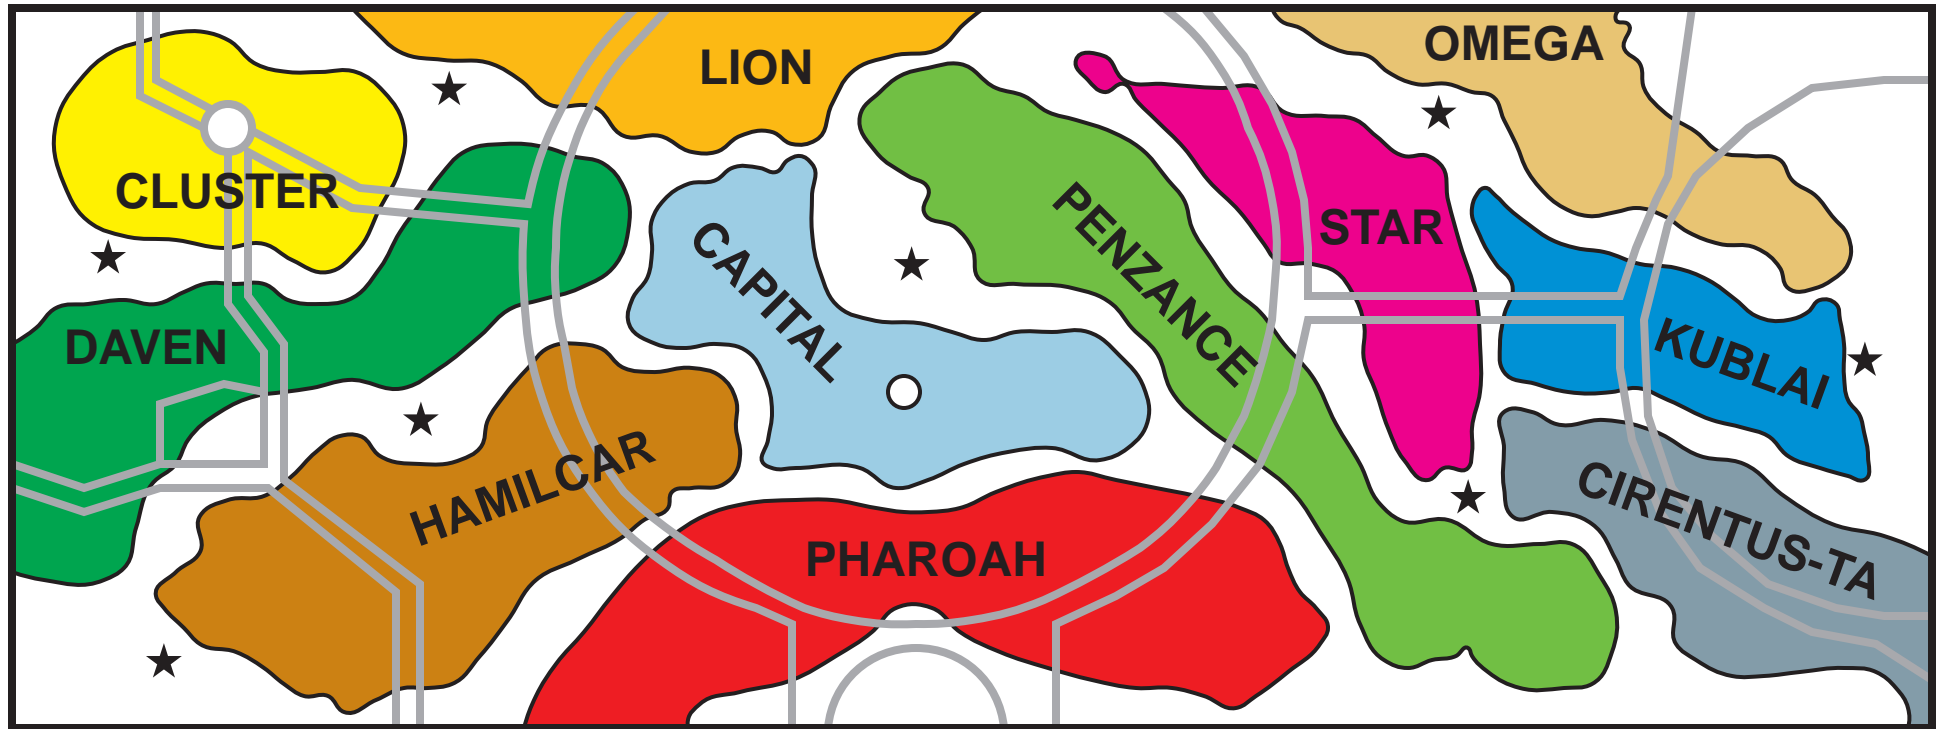 OMEGA
LION
CLUSTER
STAR
CAPITAL
PENZANCE
DAVEN
KUBLAI
HAMILCAR
CIRENTUS-TA
PHAROAH